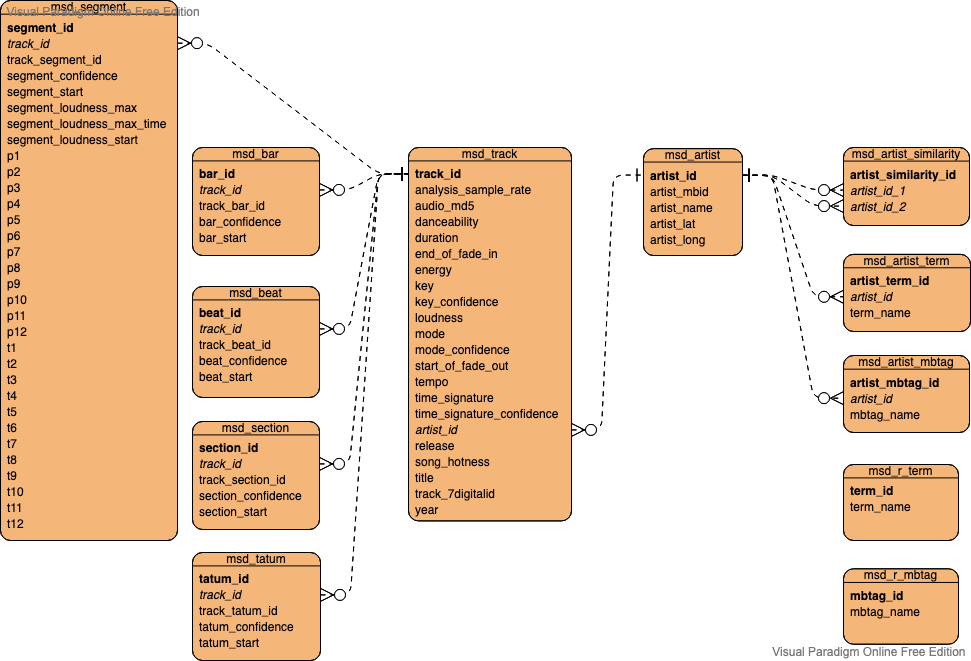 Visual Paradigm Online Free Edition
msd_segment
segment_id
track_id
track_segment_id
segment_confidence
segment_start
segment_loudness_max
segment_loudness_max_time
segment_loudness_start
p1
p2
p3
p4
p5
p6
p7
p8
p9
p10
p11
p12
t1
t2
t3
t4
t5
t6
t7
t8
t9
t10
t11
t12
msd_bar
bar_id
track_id
track_bar_id
bar_confidence
bar_start
msd_beat
beat_id
track_id
track_beat_id
beat_confidence
beat_start
msd_section
section_id
track_id
track_section_id
section_confidence
section_start
msd_tatum
tatum_id
track_id
track_tatum_id
tatum_confidence
tatum_start
msd_track
track_id
analysis_sample_rate
audio_md5
danceability
duration
end_of_fade_in
energy
key
key_confidence
loudness
mode
mode_confidence
start_of_fade_out
tempo
time_signature
time_signature_confidence
artist_id
release
song_hotness
title
track_7digitalid
year
msd_artist
artist_id
artist_mbid
artist_name
artist_lat
artist_long
msd_artist_similarity
artist_similarity_id
artist_id_1
artist_id_2
msd_artist_term
artist_term_id
artist_id
term_name
msd_artist_mbtag
artist_mbtag_id
artist_id
mbtag_name
msd_r_term
term_id
term_name
msd_r_mbtag
mbtag_id
mbtag_name
Visual Paradigm Online Free Edition